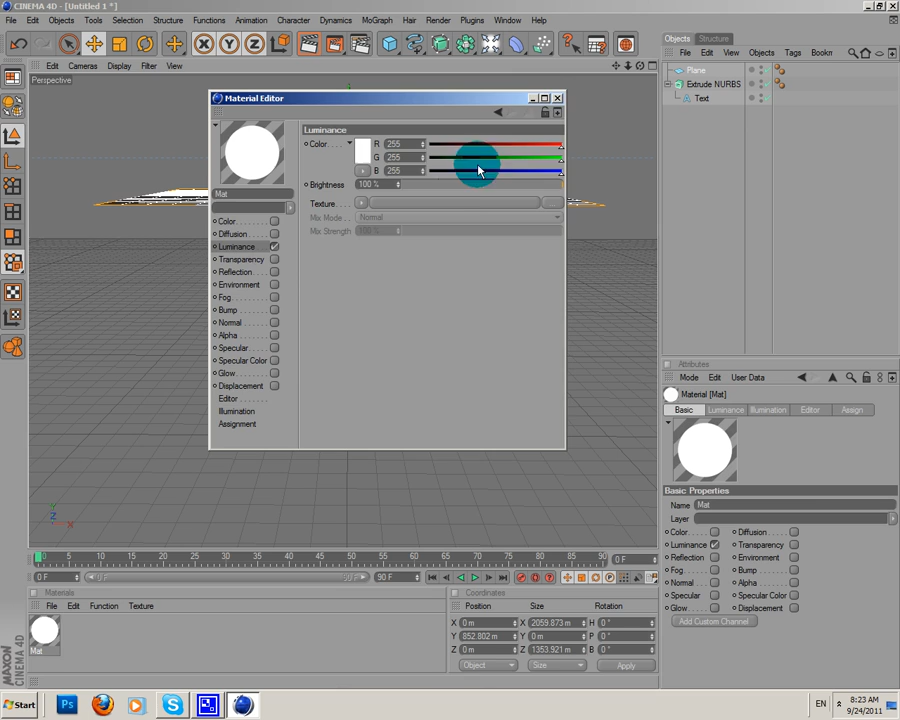 CINEMA 4D - [Untitled 1 *]
File Edit Objects Tools Selection Structure Functions Animation Character Dynamics MoGraph Hair Render Plugins Window Help
X Y Z
Edit Cameras Display Filter View
Perspective
Material Editor
Luminance
Color
R 255
G 255
B 255
Brightness 100 %
Texture
Mix Mode Normal
Mix Strength 100 %
Mat
Color
Diffusion
Luminance
Transparency
Reflection
Environment
Fog
Bump
Normal
Alpha
Specular
Specular Color
Glow
Displacement
Editor
Illumination
Assignment
Objects Structure
File Edit View Objects Tags Bookn
Plane
Extrude NURBS
Text
Attributes
Mode Edit User Data
Material [Mat]
Basic Luminance Illumination Editor Assign
Basic Properties
Name Mat
Layer
Color Diffusion
Luminance Transparency
Reflection Environment
Fog Bump
Normal Alpha
Specular Specular Color
Glow Displacement
Add Custom Channel
Y
Z X
0 5 10 15 20 25 30 35 40 45 50 55 60 65 70 75 80 85 90 0 F
0 F 0 F 90 F 90 F
Materials
File Edit Function Texture
Mat
Coordinates
Position Size Rotation
X 0 m X 2059.873 m H 0 °
Y 852.802 m Y 0 m P 0 °
Z 0 m Z 1353.921 m B 0 °
Object Size Apply
MAXON
CINEMA 4D
Start Ps S EN 8:23 AM
9/24/2011